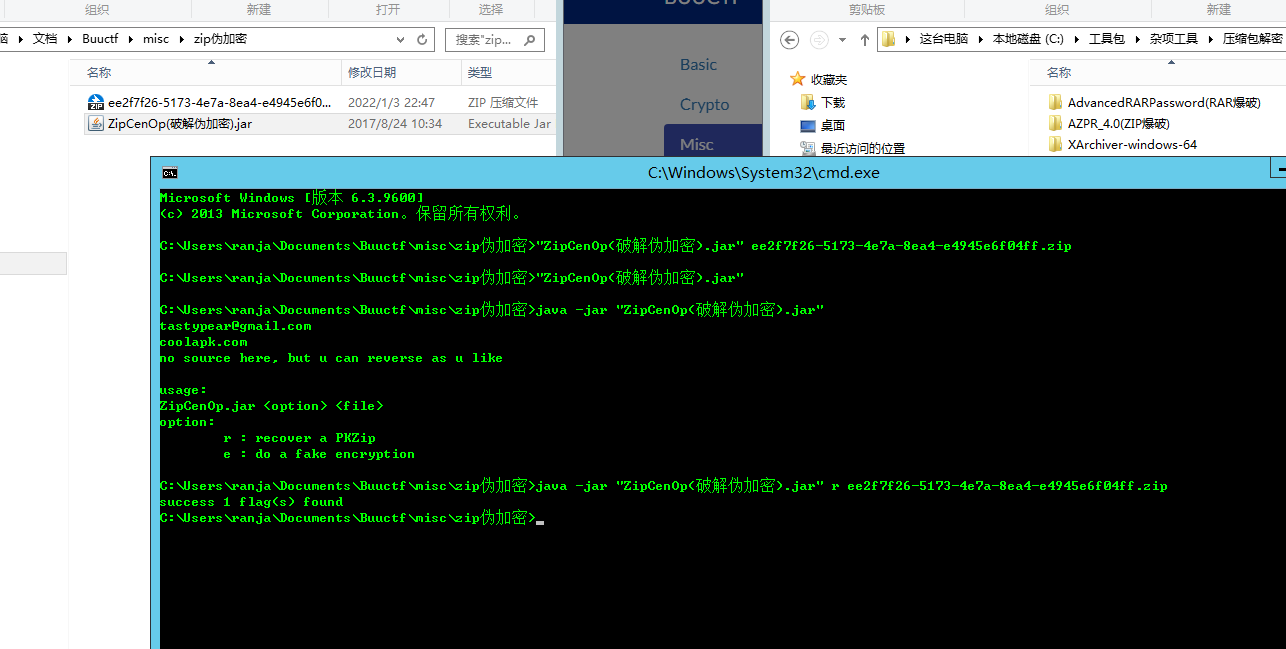 组织
新建
打开
选择
脑 ▸ 文档 ▸ Buuctf ▸ misc ▸ zip伪加密
搜索"zip...
名称
修改日期
类型
ee2f7f26-5173-4e7a-8ea4-e4945e6f0...
2022/1/3 22:47
ZIP 压缩文件
ZipCenOp(破解伪加密).jar
2017/8/24 10:34
Executable Jar
BUUCTF
Basic
Crypto
Misc
剪贴板
组织
新建
这台电脑 ▸ 本地磁盘 (C:) ▸ 工具包 ▸ 杂项工具 ▸ 压缩包解密
收藏夹
下载
桌面
最近访问的位置
名称
AdvancedRARPassword(RAR爆破)
AZPR_4.0(ZIP爆破)
XArchiver-windows-64
C:\Windows\System32\cmd.exe
Microsoft Windows [版本 6.3.9600]
(c) 2013 Microsoft Corporation。保留所有权利。
C:\Users\ranja\Documents\Buuctf\misc\zip伪加密>"ZipCenOp(破解伪加密).jar" ee2f7f26-5173-4e7a-8ea4-e4945e6f04ff.zip
C:\Users\ranja\Documents\Buuctf\misc\zip伪加密>"ZipCenOp(破解伪加密).jar"
C:\Users\ranja\Documents\Buuctf\misc\zip伪加密>java -jar "ZipCenOp(破解伪加密).jar"
tastypear@gmail.com
coolapk.com
no source here, but u can reverse as u like
usage:
ZipCenOp.jar <option> <file>
option:
r : recover a PKZip
e : do a fake encryption
C:\Users\ranja\Documents\Buuctf\misc\zip伪加密>java -jar "ZipCenOp(破解伪加密).jar" r ee2f7f26-5173-4e7a-8ea4-e4945e6f04ff.zip
success 1 flag(s) found
C:\Users\ranja\Documents\Buuctf\misc\zip伪加密>